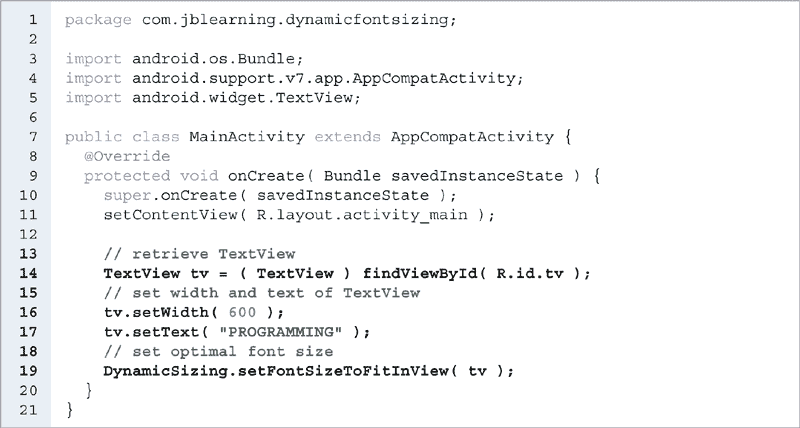 1 package com.jblearning.dynamicfontsizing;
2
3 import android.os.Bundle;
4 import android.support.v7.app.AppCompatActivity;
5 import android.widget.TextView;
6
7 public class MainActivity extends AppCompatActivity {
8   @Override
9   protected void onCreate( Bundle savedInstanceState ) {
10     super.onCreate( savedInstanceState );
11     setContentView( R.layout.activity_main );
12
13     // retrieve TextView
14     TextView tv = ( TextView ) findViewById( R.id.tv );
15     // set width and text of TextView
16     tv.setWidth( 600 );
17     tv.setText( "PROGRAMMING" );
18     // set optimal font size
19     DynamicSizing.setFontSizeToFitInView( tv );
20   }
21 }